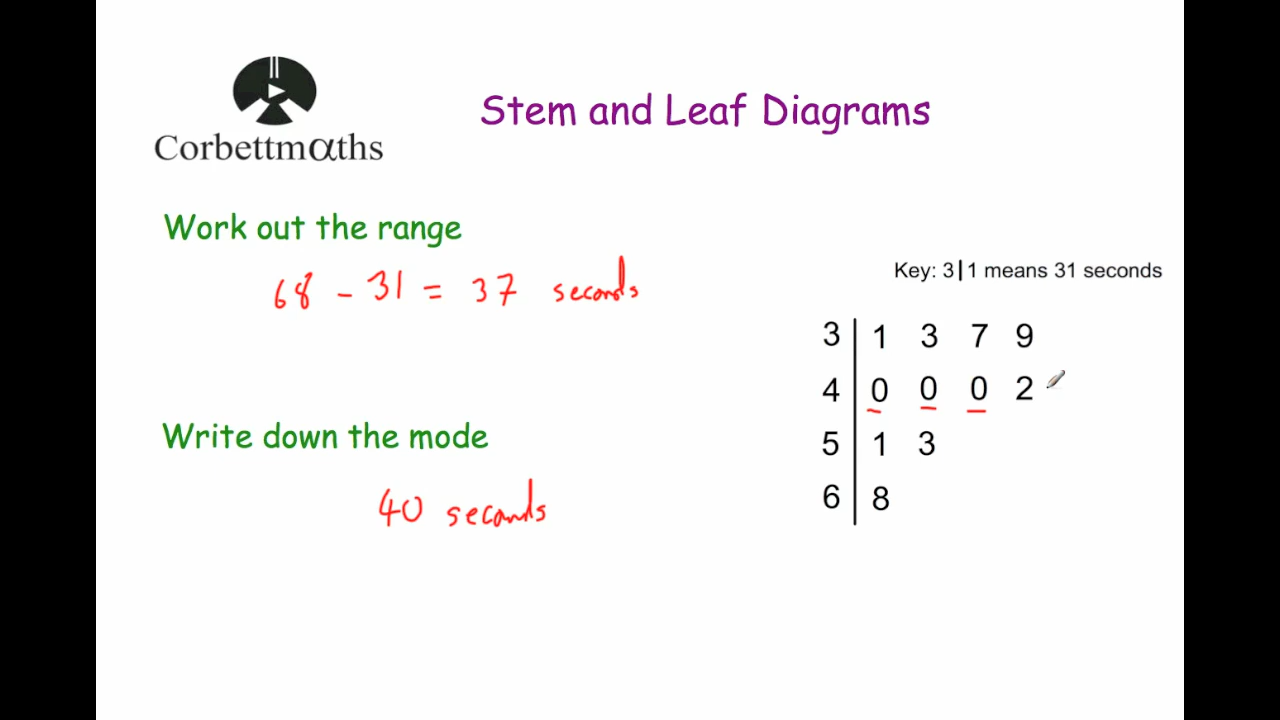 Corbettmαths
Stem and Leaf Diagrams
Work out the range
68 - 31 = 37 seconds
Key: 3|1 means 31 seconds
3 | 1 3 7 9
4 | 0 0 0 2
5 | 1 3
6 | 8
Write down the mode
40 seconds